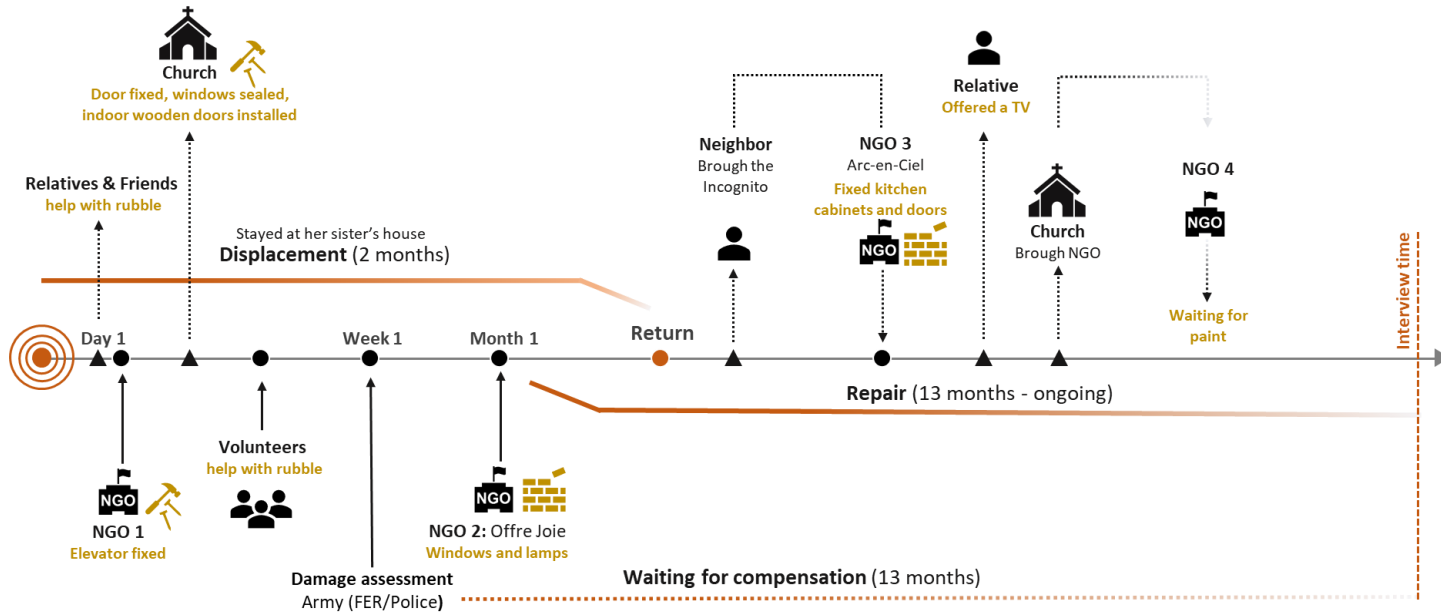 Church
Door fixed, windows sealed,
indoor wooden doors installed
Relatives & Friends
help with rubble
Stayed at her sister's house
Displacement (2 months)
Neighbor
Brough the
Incognito
NGO 3
Arc-en-Ciel
Fixed kitchen
cabinets and doors
NGO
Relative
Offered a TV
Church
Brough NGO
NGO 4
NGO
Waiting for
paint
Interview time
Day 1
Week 1
Month 1
Return
Repair (13 months - ongoing)
NGO
NGO 1
Elevator fixed
Volunteers
help with rubble
NGO
NGO 2: Offre Joie
Windows and lamps
Damage assessment
Army (FER/Police)
Waiting for compensation (13 months)